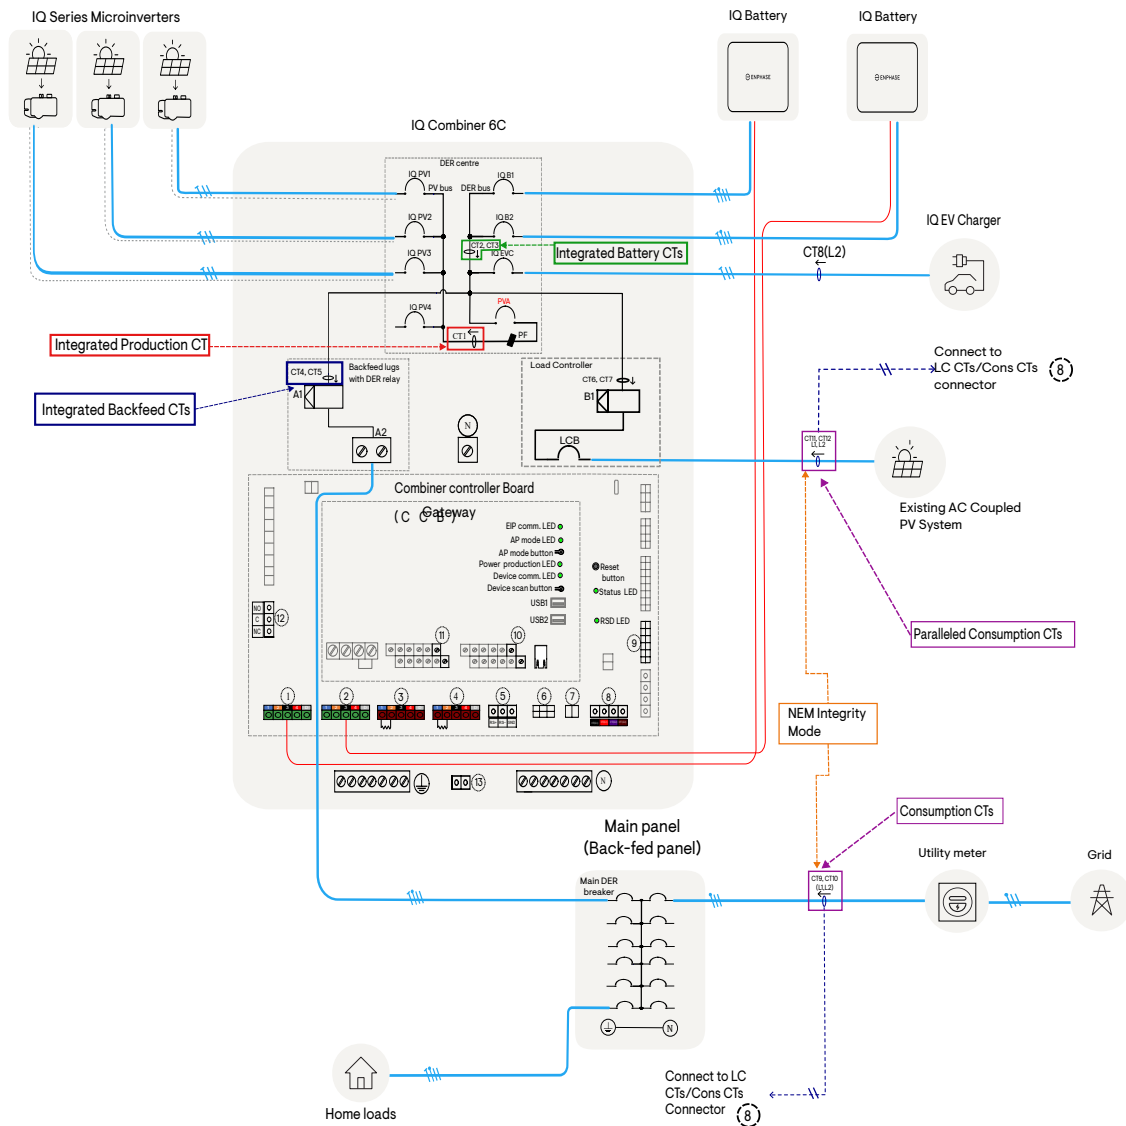 IQ Series Microinverters
IQ Battery
IQ Battery
ENPHASE
ENPHASE
IQ Combiner 6C
DER centre
IQ PV1
PV bus
DER bus
IQ B1
IQ PV2
IQ B2
CT2, CT3
Integrated Battery CTs
IQ PV3
IQ EVC
IQ EV Charger
CT8(L2)
IQ PV4
PVA
CT1
PF
Integrated Production CT
Connect to
LC CTs/Cons CTs
connector
8
CT4, CT5
Backfeed lugs
with DER relay
A1
Load Controller
CT6, CT7
B1
Integrated Backfeed CTs
A2
N
LCB
CT11, CT12
L1, L2
Existing AC Coupled
PV System
Combiner controller Board
(C C B)
Gateway
EIP comm. LED
AP mode LED
AP mode button
Power production LED
Device comm. LED
Device scan button
USB1
USB2
Reset
button
Status LED
RSD LED
NO
C
NC
12
11
10
9
Paralleled Consumption CTs
1
2
3
4
5
6
7
8
NEM Integrity
Mode
13
N
Main panel
(Back-fed panel)
Consumption CTs
Main DER
breaker
CT9, CT10
(L1,L2)
Utility meter
Grid
N
Home loads
Connect to LC
CTs/Cons CTs
Connector
8